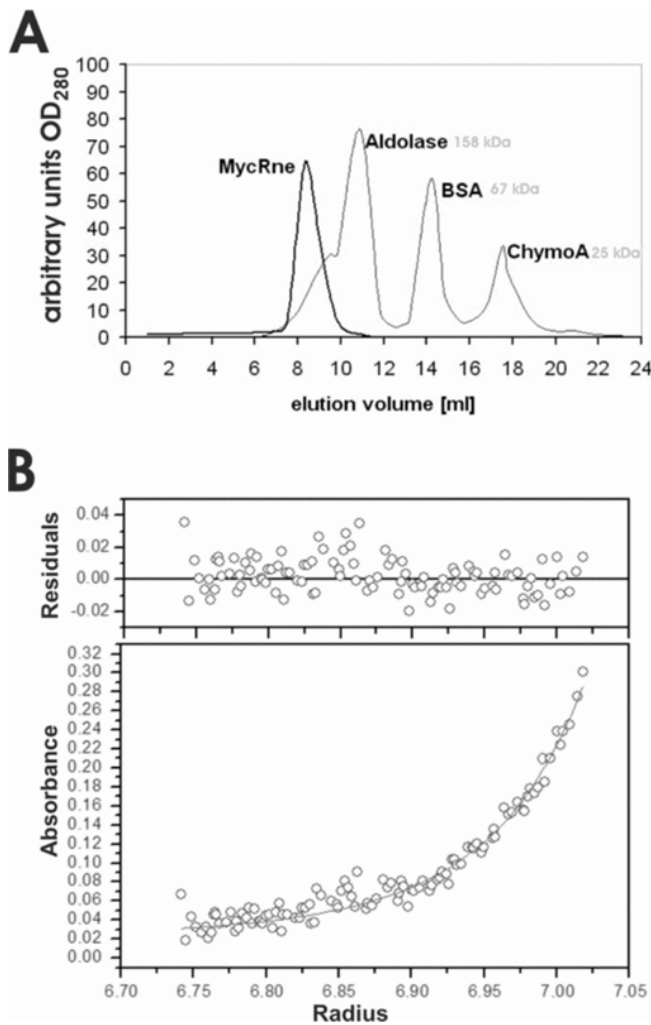 A
arbitrary units OD280
100
90
80
70
60
50
40
30
20
10
0
MycRne
Aldolase 158 kDa
BSA 67 kDa
ChymoA 25 kDa
0 2 4 6 8 10 12 14 16 18 20 22 24
elution volume [ml]
B
Residuals
0.04
0.02
0.00
-0.02
Absorbance
0.32
0.30
0.28
0.26
0.24
0.22
0.20
0.18
0.16
0.14
0.12
0.10
0.08
0.06
0.04
0.02
0.00
6.70 6.75 6.80 6.85 6.90 6.95 7.00 7.05
Radius